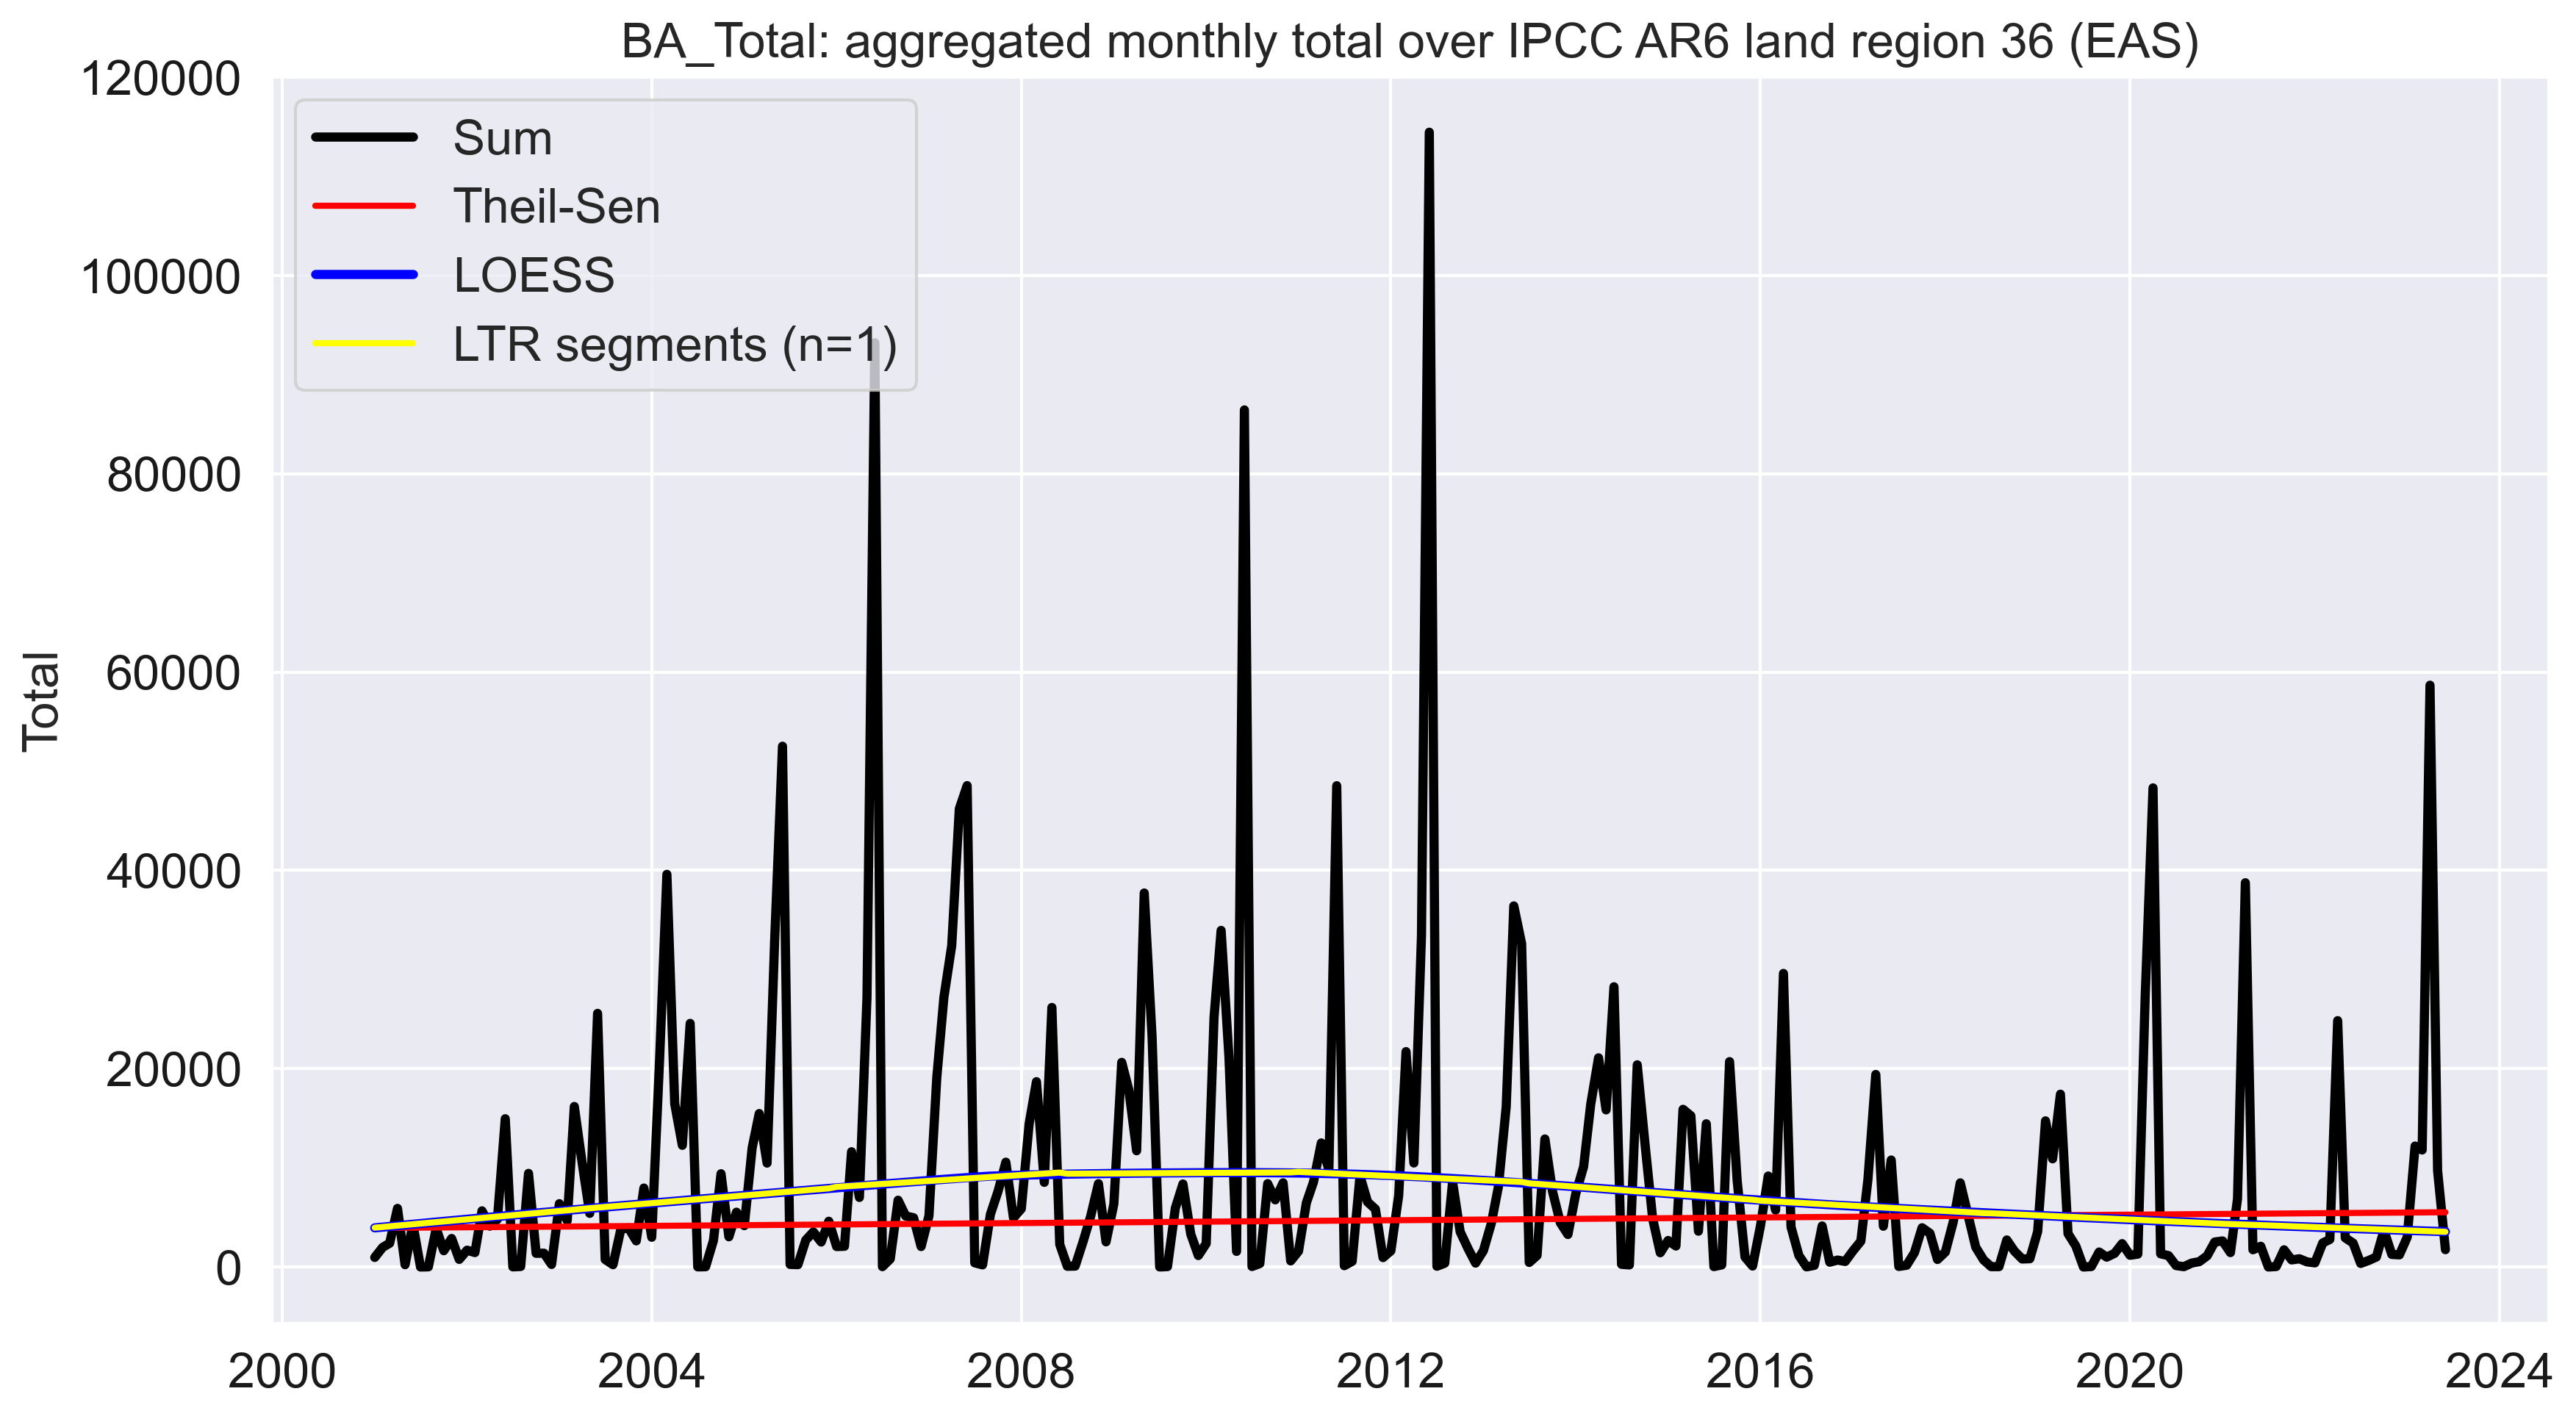 BA_Total: aggregated monthly total over IPCC AR6 land region 36 (EAS)
120000
100000
80000
60000
40000
20000
0
Total
Sum
Theil-Sen
LOESS
LTR segments (n=1)
2000 2004 2008 2012 2016 2020 2024